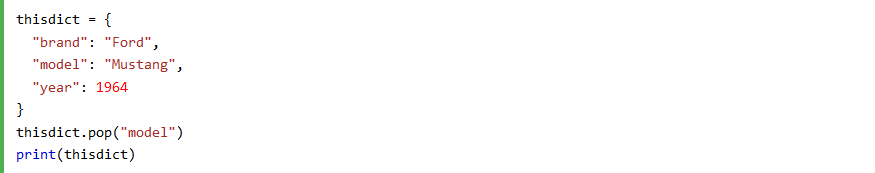 thisdict = {
  "brand": "Ford",
  "model": "Mustang",
  "year": 1964
}
thisdict.pop("model")
print(thisdict)